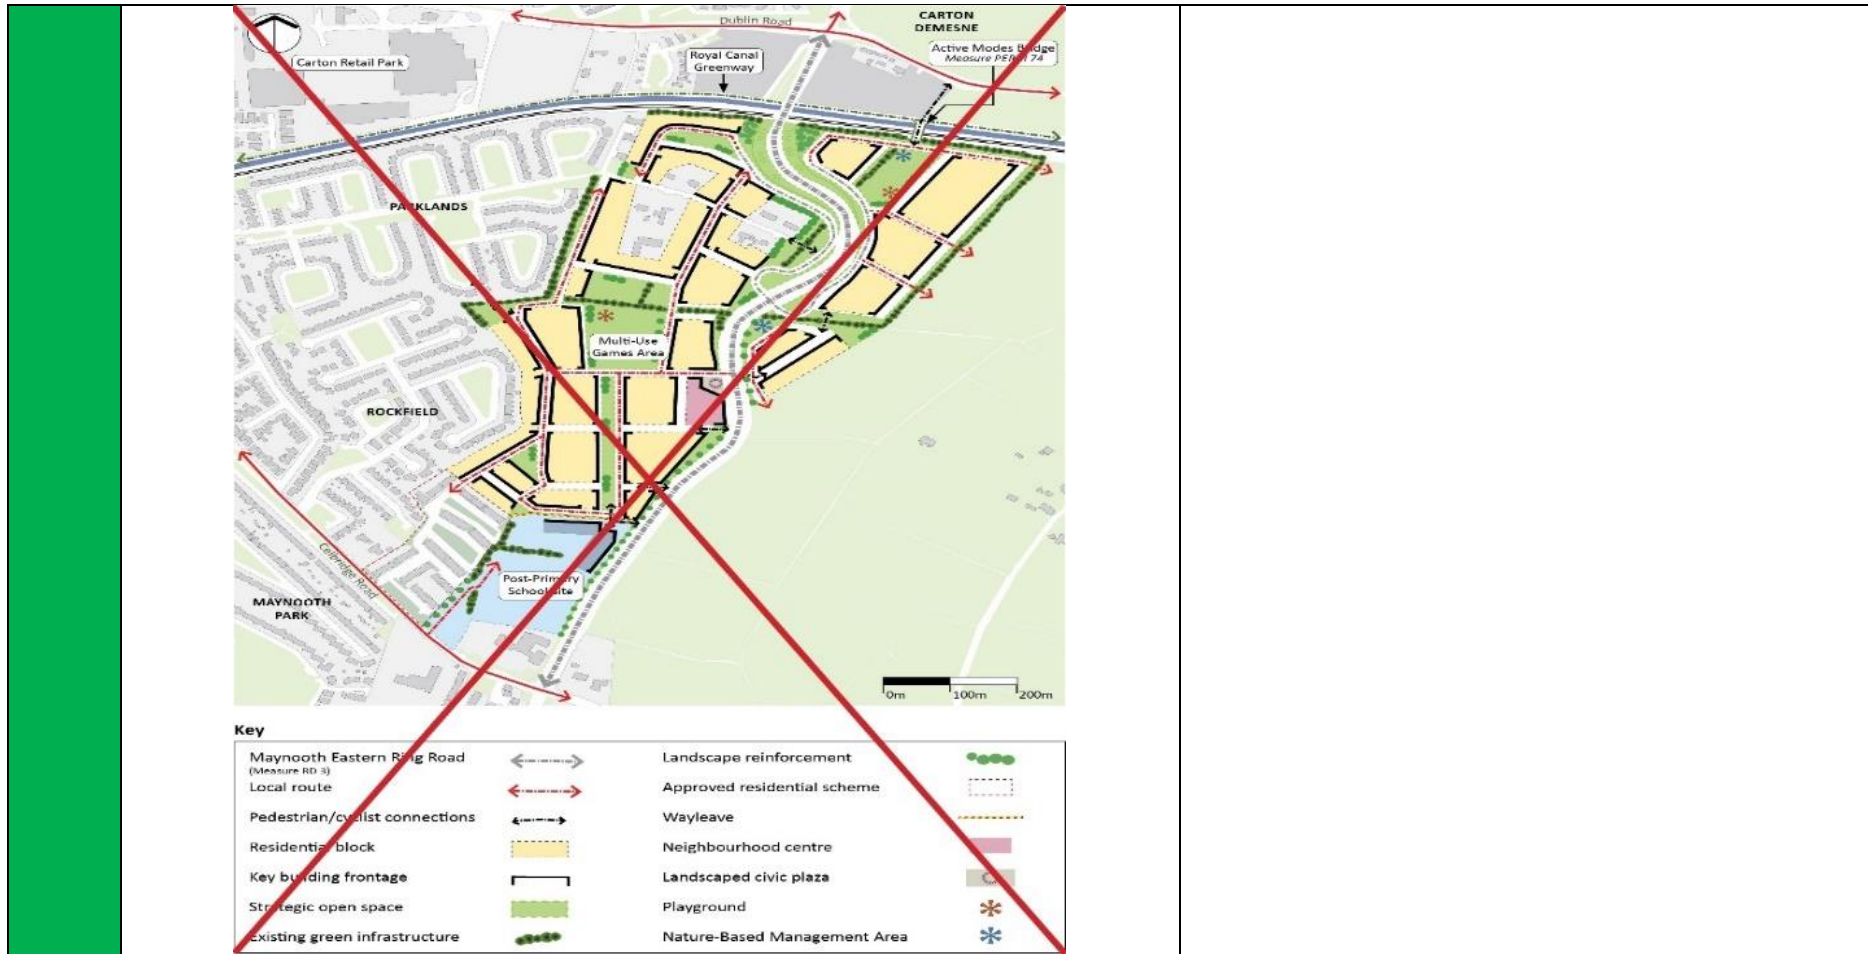 Dublin Road
CARTON
DEMESNE
Carton Retail Park
Royal Canal
Greenway
Active Modes Bridge
Measure PERM 74
PARKLANDS
Multi-Use
Games Area
ROCKFIELD
Celbridge Road
Post-Primary
School site
MAYNOOTH
PARK
0m 100m 200m
Key
Maynooth Eastern Ring Road
(Measure RD 3)
Local route
Pedestrian/cyclist connections
Residential block
Key building frontage
Strategic open space
Existing green infrastructure
Landscape reinforcement
Approved residential scheme
Wayleave
Neighbourhood centre
Landscaped civic plaza
Playground
Nature-Based Management Area